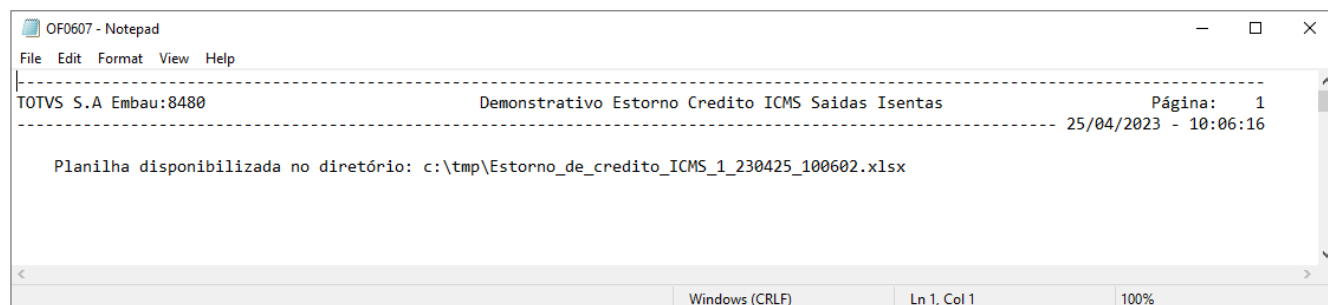 OF0607 - Notepad
File Edit Format View Help
------------------------------------------------------------------------------------------------------------------------------------
TOTVS S.A Embau:8480 Demonstrativo Estorno Credito ICMS Saidas Isentas Página: 1
-------------------------------------------------------------------------------------------------------------- 25/04/2023 - 10:06:16
Planilha disponibilizada no diretório: c:\tmp\Estorno_de_credito_ICMS_1_230425_100602.xlsx
Windows (CRLF) Ln 1, Col 1 100%